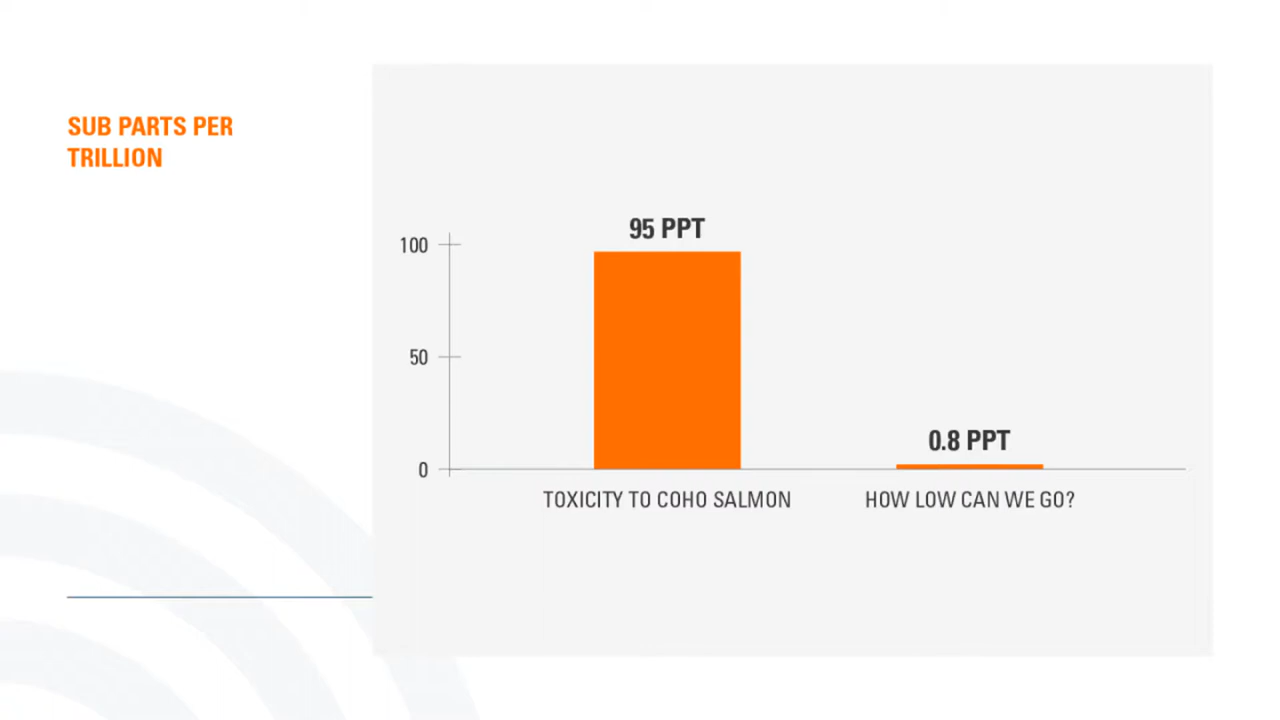 SUB PARTS PER
TRILLION
95 PPT
100
50
0.8 PPT
0
TOXICITY TO COHO SALMON
HOW LOW CAN WE GO?